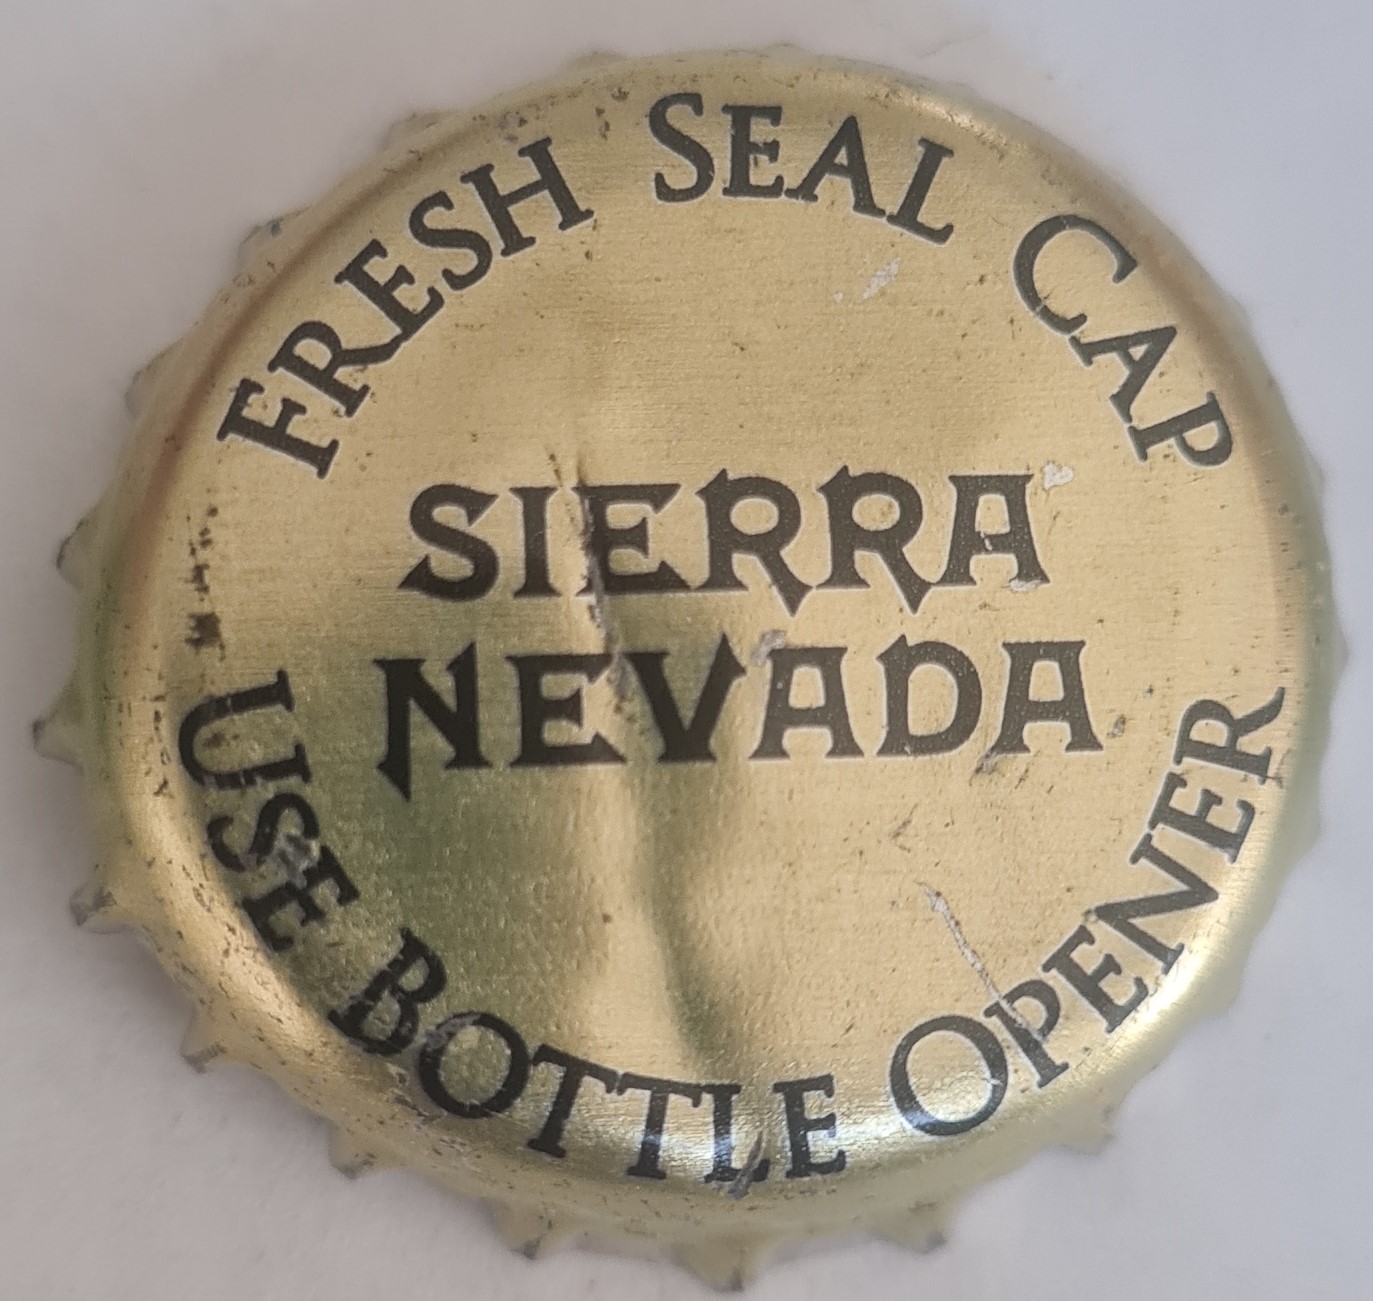 FRESH SEAL CAP
SIERRA
NEVADA
USE BOTTLE OPENER